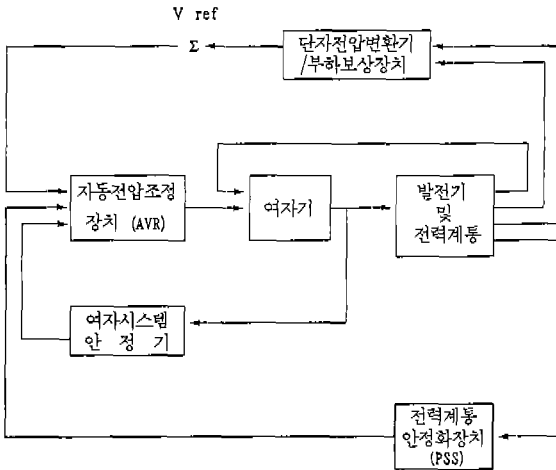 V ref
Σ
단자전압변환기
/부하보상장치
자동전압조정
장치 (AVR)
여자기
발전기
및
전력계통
여자시스템
안 정 기
전력계통
안정화장치
(PSS)